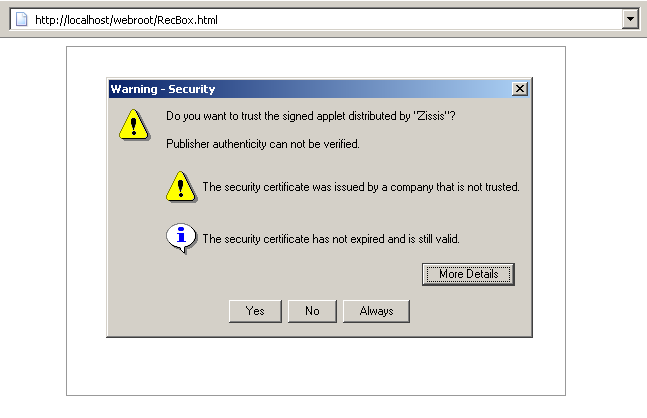 http://localhost/webroot/RecBox.html
Warning - Security
Do you want to trust the signed applet distributed by "Zissis"?
Publisher authenticity can not be verified.
The security certificate was issued by a company that is not trusted.
The security certificate has not expired and is still valid.
More Details
Yes No Always